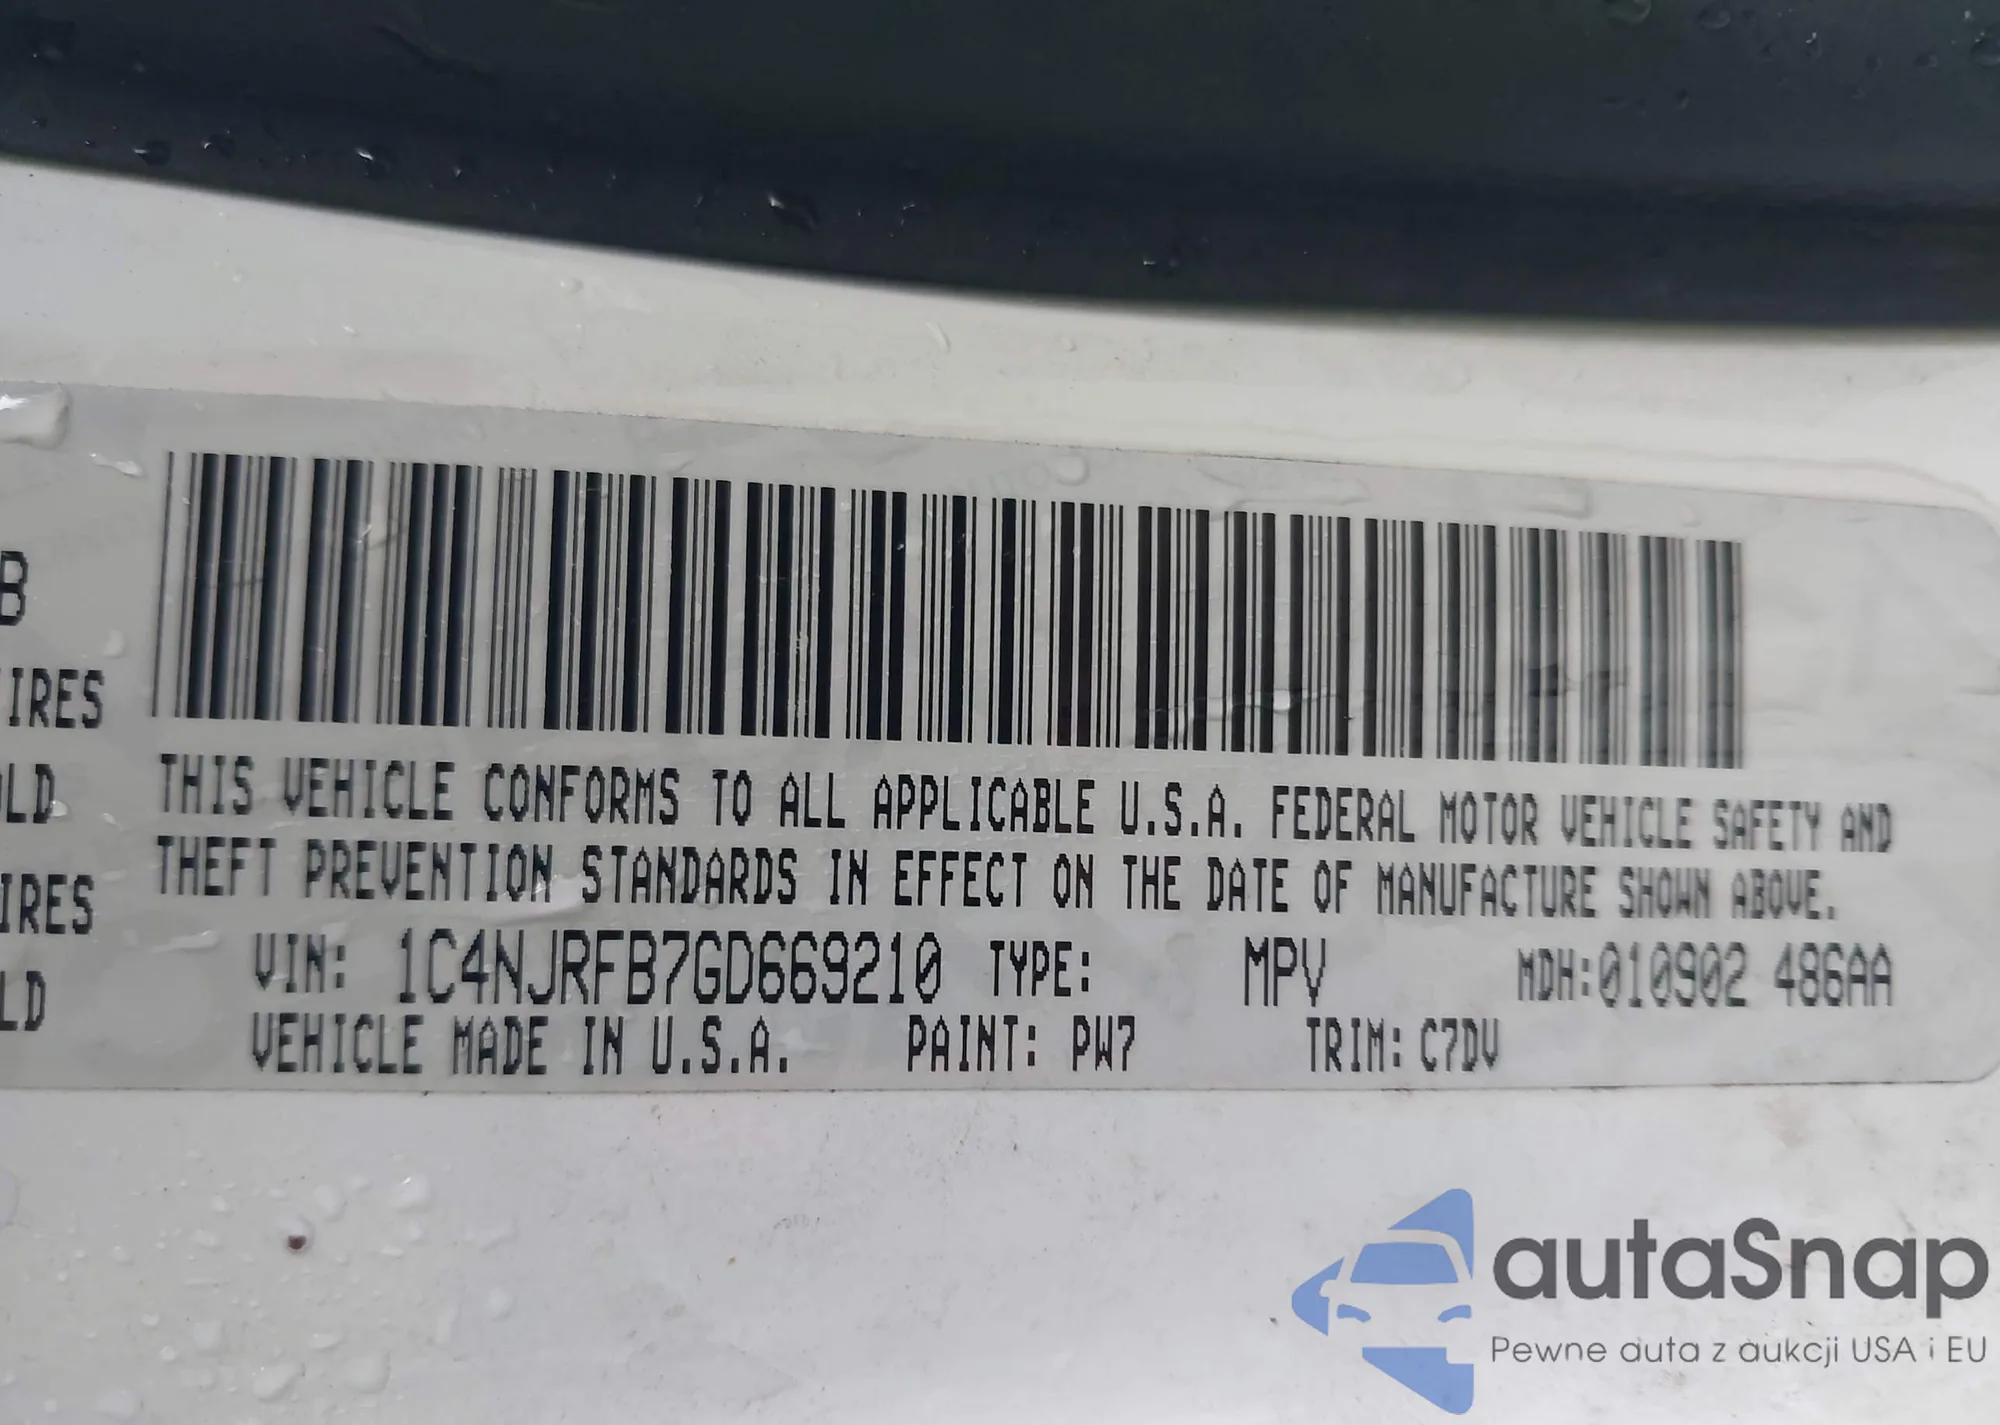 B
IRES
OLD
IRES
LD
THIS VEHICLE CONFORMS TO ALL APPLICABLE U.S.A. FEDERAL MOTOR VEHICLE SAFETY AND
THEFT PREVENTION STANDARDS IN EFFECT ON THE DATE OF MANUFACTURE SHOWN ABOVE.
VIN: 1C4NJRFB7GD669210 TYPE: MPV MDH:010902 486AA
VEHICLE MADE IN U.S.A. PAINT: PW7 TRIM: C7DV
autaSnap
Pewne auta z aukcji USA i EU